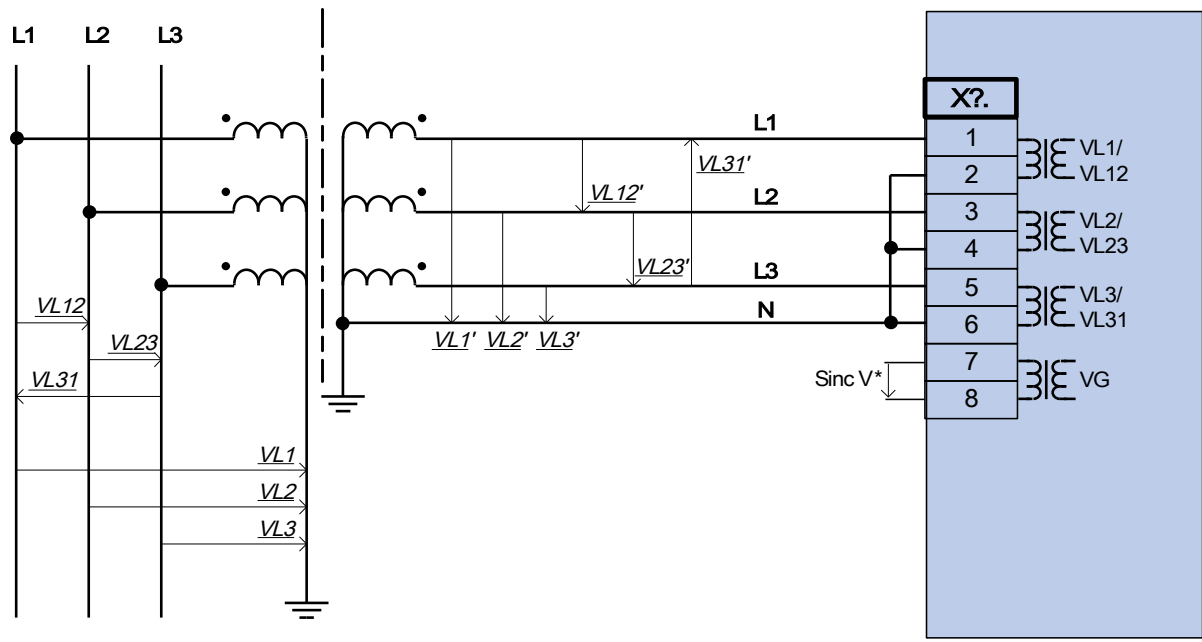 L1 L2 L3
X?.
L1
1
VL1/
VL31'
2
VL12
VL12'
L2
3
VL2/
4
VL23
VL23'
L3
5
VL3/
VL12
N
6
VL31
VL1' VL2' VL3'
VL23
7
Sinc V*
VG
VL31
8
VL1
VL2
VL3